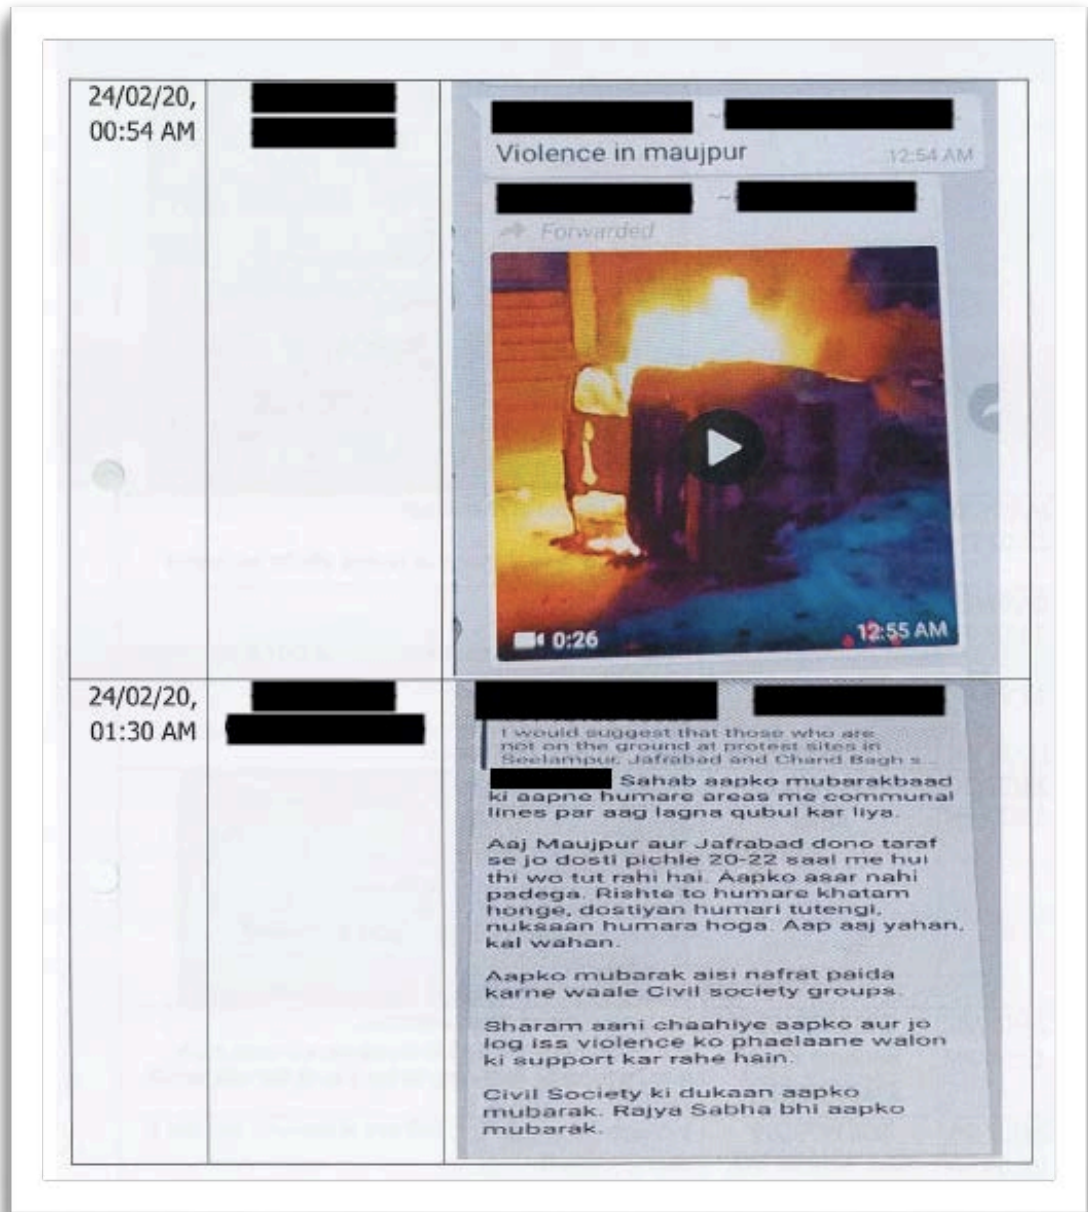 24/02/20,
00:54 AM
Violence in maujpur
12:54 AM
Forwarded
0:26
12:55 AM
24/02/20,
01:30 AM
I would suggest that those who are
not on the ground at protest sites in
Seelampur, Jafrabad and Chand Bagh s...
Sahab aapko mubarakbaad
ki aapne humare areas me communal
lines par aag lagna qubul kar liya.
Aaj Maujpur aur Jafrabad dono taraf
se jo dosti pichle 20-22 saal me hui
thi wo tut rahi hai. Aapko asar nahi
padega. Rishte to humare khatam
honge, dostiyan humari tutengi,
nuksaan humara hoga. Aap aaj yahan,
kal wahan.
Aapko mubarak aisi nafrat paida
karne waale Civil society groups.
Sharam aani chaahiye aapko aur jo
log iss violence ko phaelaane walon
ki support kar rahe hain.
Civil Society ki dukaan aapko
mubarak. Rajya Sabha bhi aapko
mubarak.